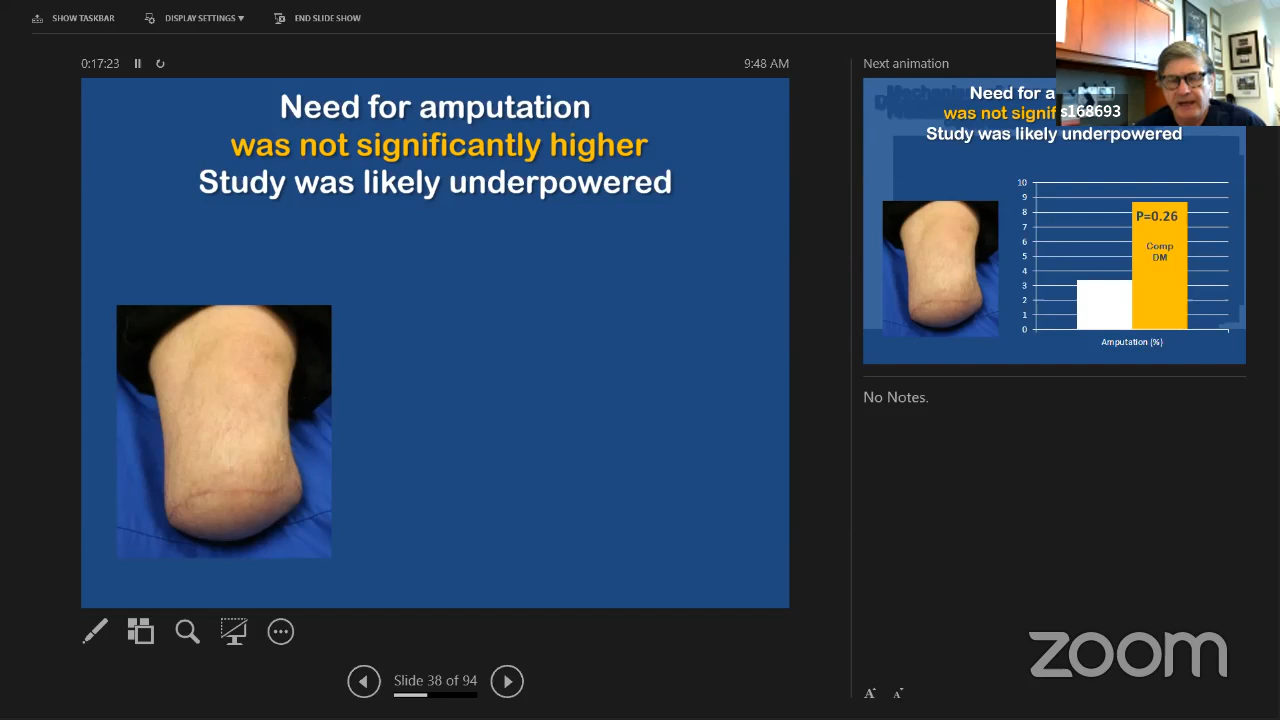 SHOW TASKBAR
DISPLAY SETTINGS ▼
END SLIDE SHOW
0:17:23
9:48 AM
Need for amputation
was not significantly higher
Study was likely underpowered
Slide 38 of 94
Next animation
s168693
Need for a
was not signif
Study was likely underpowered
10
9
8
7
6
5
4
3
2
1
0
P=0.26
Comp
DM
Amputation (%)
No Notes.
A A
zoom